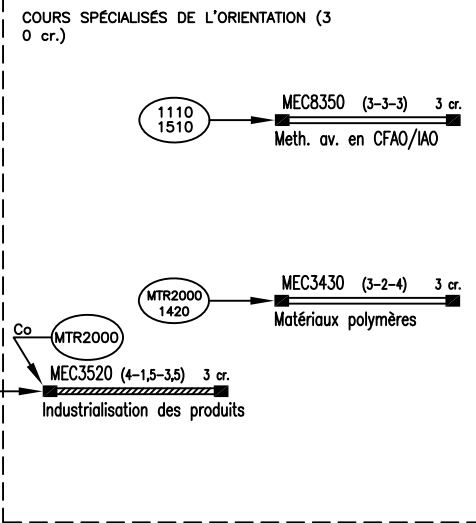 COURS SPÉCIALISÉS DE L'ORIENTATION (3
0 cr.)
1110
1510
MEC8350 (3-3-3) 3 cr.
Meth. av. en CFAO/IAO
MTR2000
1420
MEC3430 (3-2-4) 3 cr.
Matériaux polymères
Co
MTR2000
MEC3520 (4-1,5-3,5) 3 cr.
Industrialisation des produits